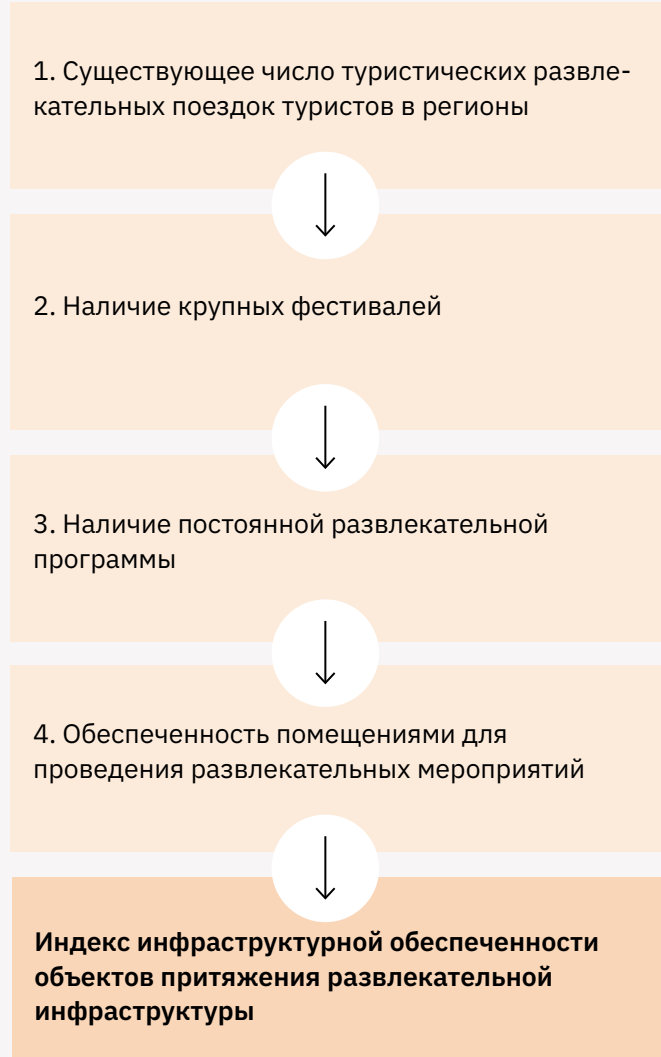 1. Существующее число туристических развле-
кательных поездок туристов в регионы
2. Наличие крупных фестивалей
3. Наличие постоянной развлекательной
программы
4. Обеспеченность помещениями для
проведения развлекательных мероприятий
Индекс инфраструктурной обеспеченности
объектов притяжения развлекательной
инфраструктуры